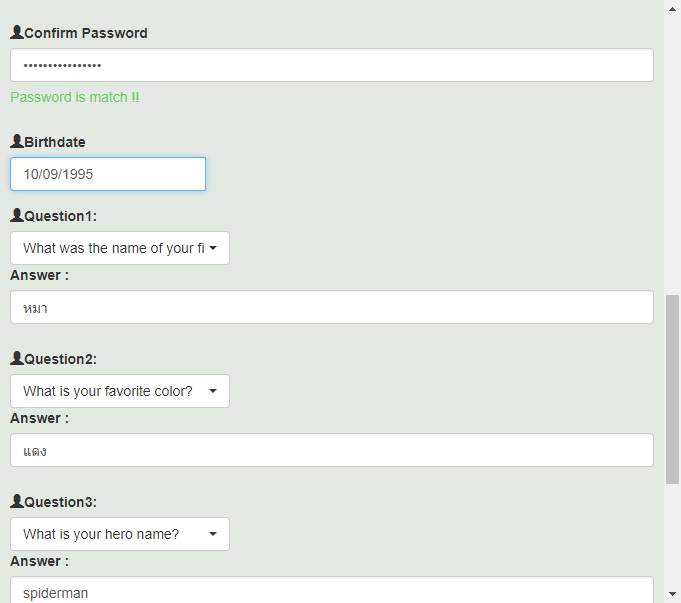 Confirm Password
••••••••••••••••
Password is match !!
Birthdate
10/09/1995
Question1:
What was the name of your fi
Answer :
หมา
Question2:
What is your favorite color?
Answer :
แดง
Question3:
What is your hero name?
Answer :
spiderman